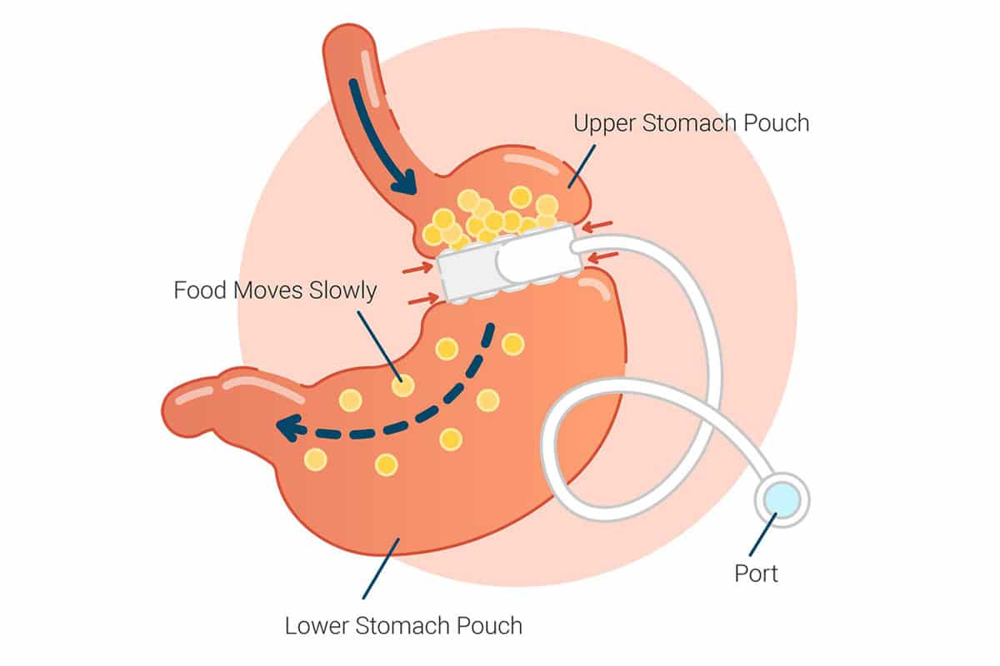 Upper Stomach Pouch
Food Moves Slowly
Port
Lower Stomach Pouch